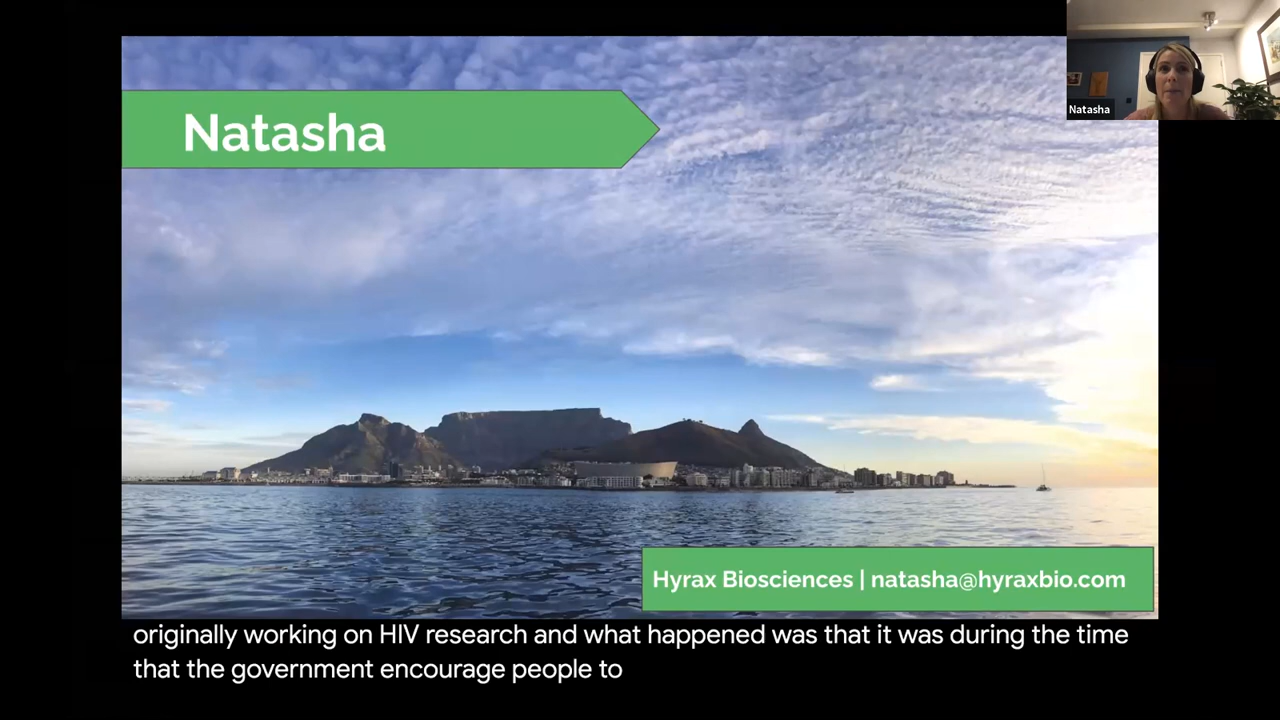 Natasha
Natasha
Hyrax Biosciences | natasha@hyraxbio.com
originally working on HIV research and what happened was that it was during the time
that the government encourage people to